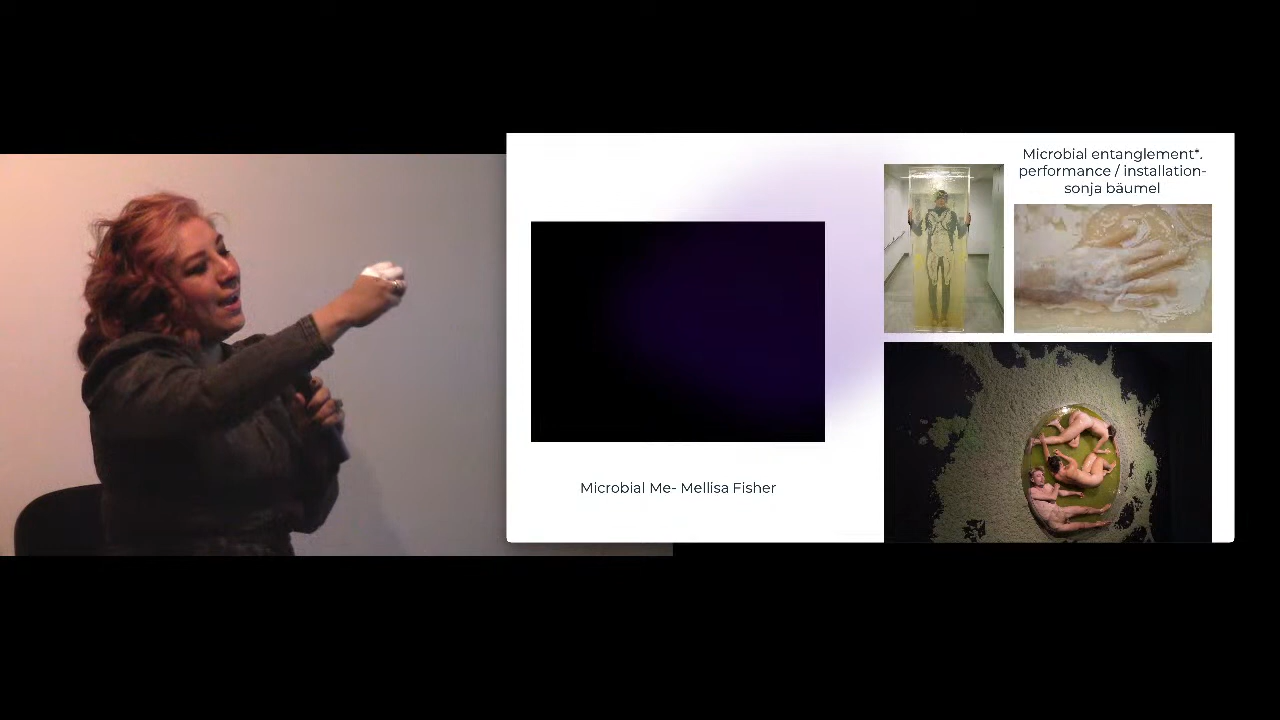 Microbial entanglement*.
performance / installation-
sonja bäumel
Microbial Me- Mellisa Fisher